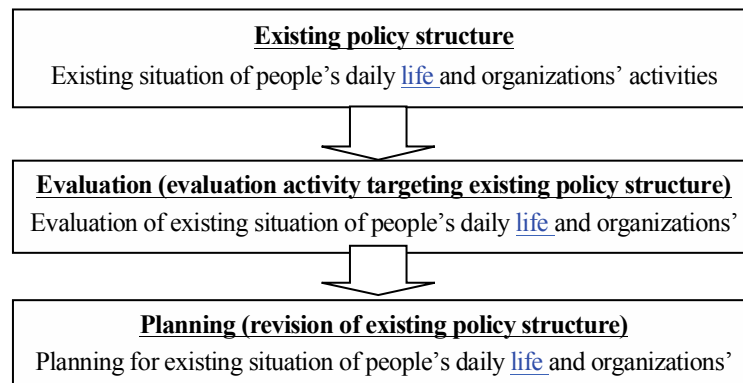 Existing policy structure
Existing situation of people’s daily life and organizations’ activities
Evaluation (evaluation activity targeting existing policy structure)
Evaluation of existing situation of people’s daily life and organizations’
Planning (revision of existing policy structure)
Planning for existing situation of people’s daily life and organizations’